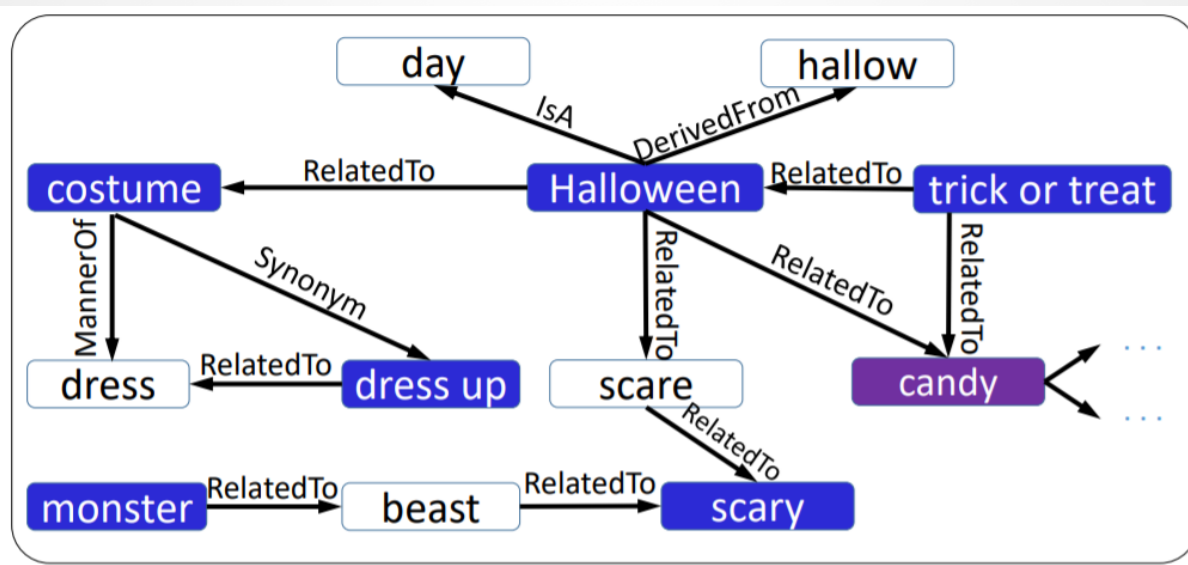 day
hallow
IsA
DerivedFrom
costume
RelatedTo
Halloween
RelatedTo
trick or treat
MannerOf
Synonym
RelatedTo
RelatedTo
RelatedTo
dress
RelatedTo
dress up
scare
candy
. . .
. . .
RelatedTo
monster
RelatedTo
beast
RelatedTo
scary